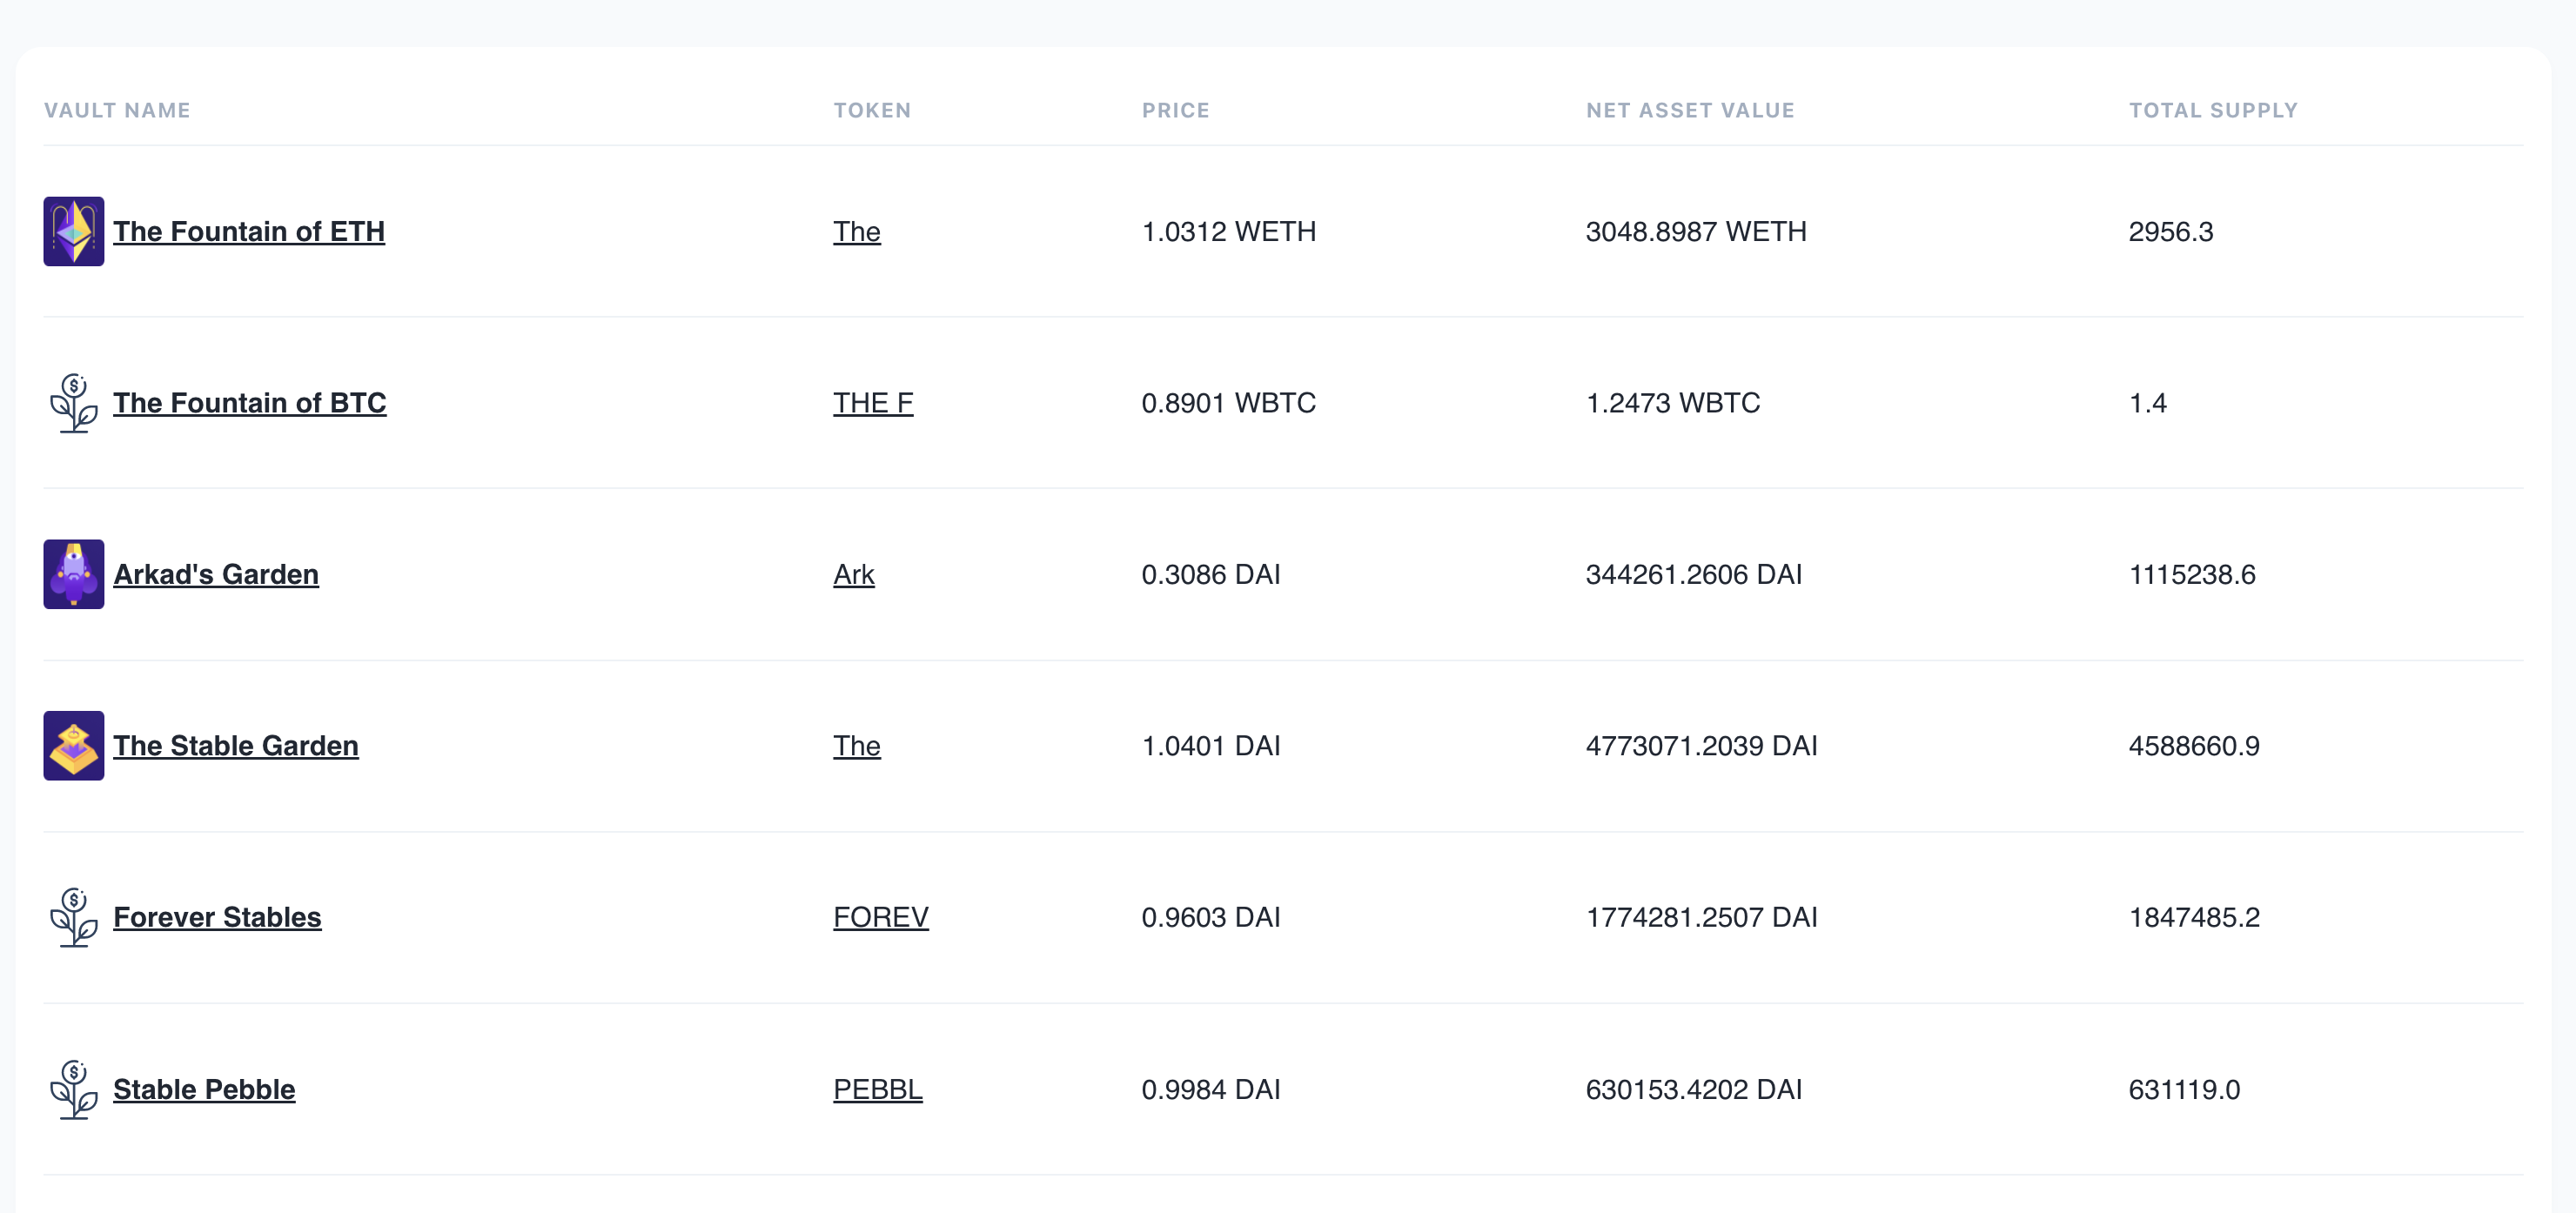 VAULT NAME TOKEN PRICE NET ASSET VALUE TOTAL SUPPLY
The Fountain of ETH The 1.0312 WETH 3048.8987 WETH 2956.3
$ The Fountain of BTC THE F 0.8901 WBTC 1.2473 WBTC 1.4
Arkad's Garden Ark 0.3086 DAI 344261.2606 DAI 1115238.6
The Stable Garden The 1.0401 DAI 4773071.2039 DAI 4588660.9
$ Forever Stables FOREV 0.9603 DAI 1774281.2507 DAI 1847485.2
$ Stable Pebble PEBBL 0.9984 DAI 630153.4202 DAI 631119.0